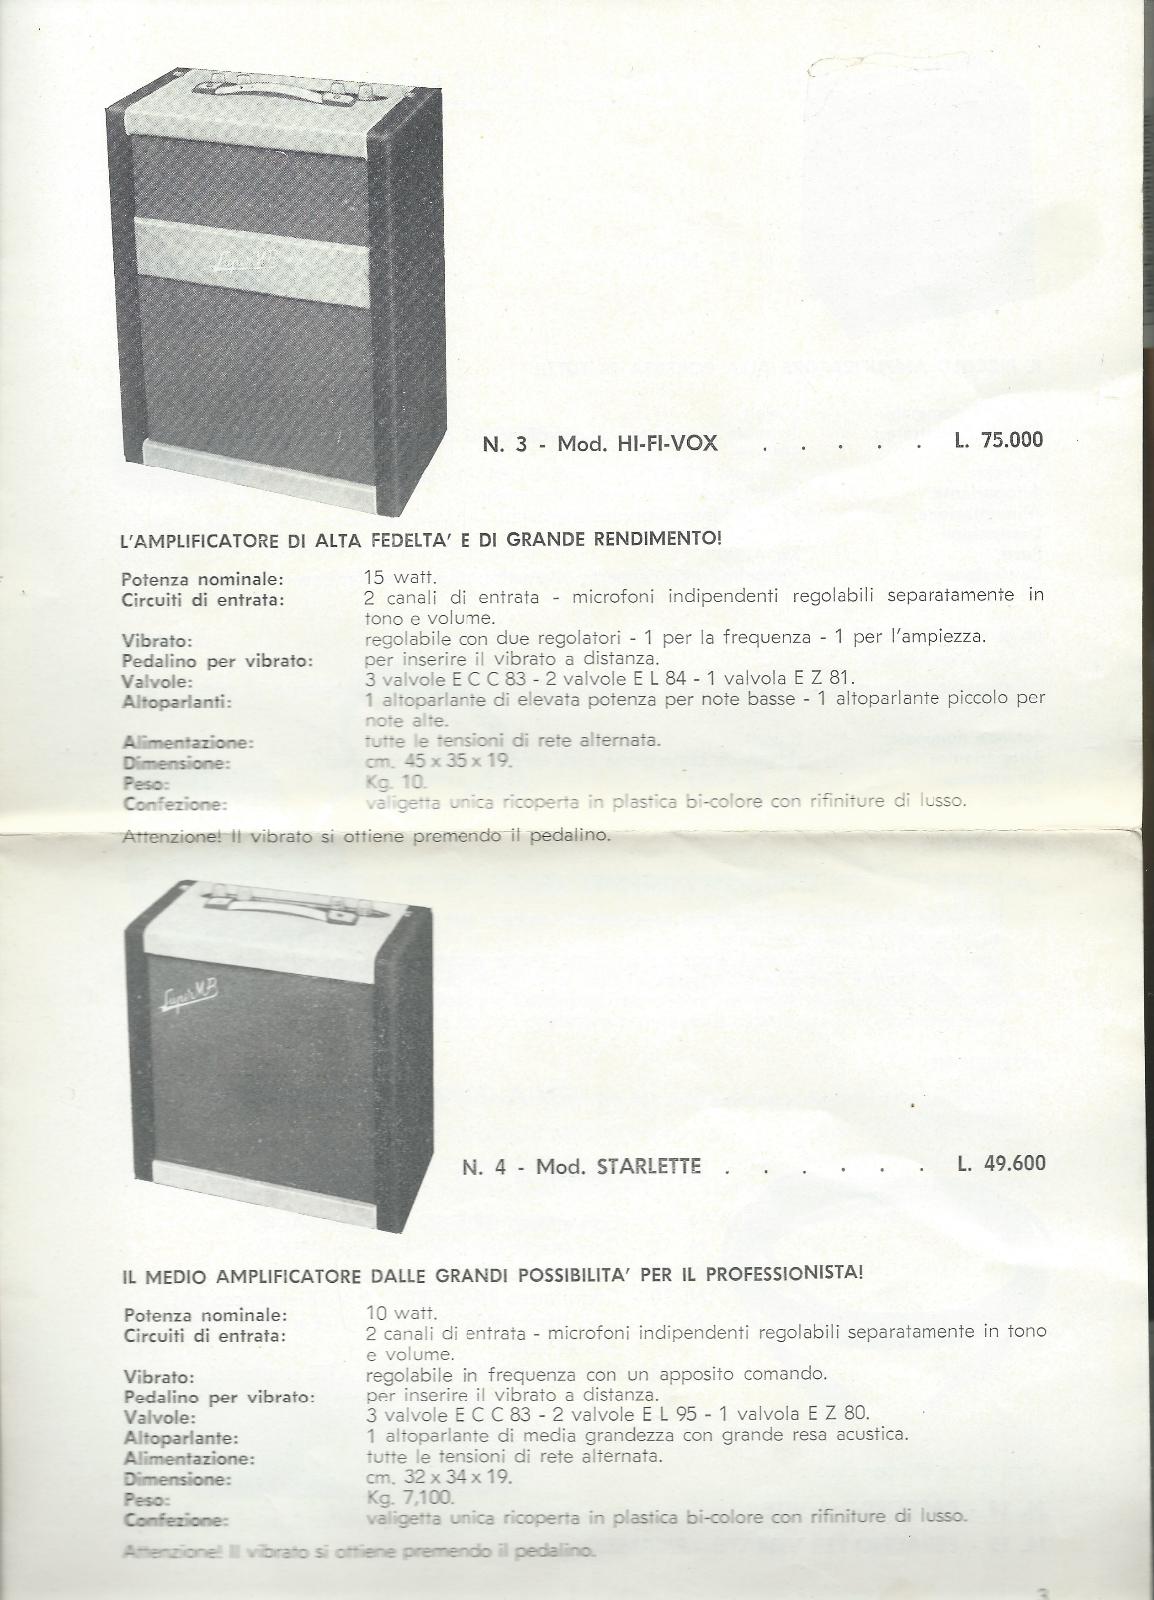 Super
N. 3 - Mod. HI-FI-VOX . . . . . L. 75.000
L'AMPLIFICATORE DI ALTA FEDELTA' E DI GRANDE RENDIMENTO!
Potenza nominale: 15 watt.
Circuiti di entrata: 2 canali di entrata - microfoni indipendenti regolabili separatamente in
tono e volume.
Vibrato: regolabile con due regolatori - 1 per la frequenza - 1 per l'ampiezza.
Pedalino per vibrato: per inserire il vibrato a distanza.
Valvole: 3 valvole E C C 83 - 2 valvole E L 84 - 1 valvola E Z 81.
Altoparlanti: 1 altoparlante di elevata potenza per note basse - 1 altoparlante piccolo per
note alte.
Alimentazione: tutte le tensioni di rete alternata.
Dimensione: cm. 45 x 35 x 19.
Peso: Kg. 10.
Confezione: valigetta unica ricoperta in plastica bi-colore con rifiniture di lusso.
Attenzione! Il vibrato si ottiene premendo il pedalino.
Super MB
N. 4 - Mod. STARLETTE . . . . . . L. 49.600
IL MEDIO AMPLIFICATORE DALLE GRANDI POSSIBILITA' PER IL PROFESSIONISTA!
Potenza nominale: 10 watt.
Circuiti di entrata: 2 canali di entrata - microfoni indipendenti regolabili separatamente in tono
e volume.
Vibrato: regolabile in frequenza con un apposito comando.
Pedalino per vibrato: per inserire il vibrato a distanza.
Valvole: 3 valvole E C C 83 - 2 valvole E L 95 - 1 valvola E Z 80.
Altoparlante: 1 altoparlante di media grandezza con grande resa acustica.
Alimentazione: tutte le tensioni di rete alternata.
Dimensione: cm. 32 x 34 x 19.
Peso: Kg. 7,100.
Confezione: valigetta unica ricoperta in plastica bi-colore con rifiniture di lusso.
Attenzione! Il vibrato si ottiene premendo il pedalino.
3